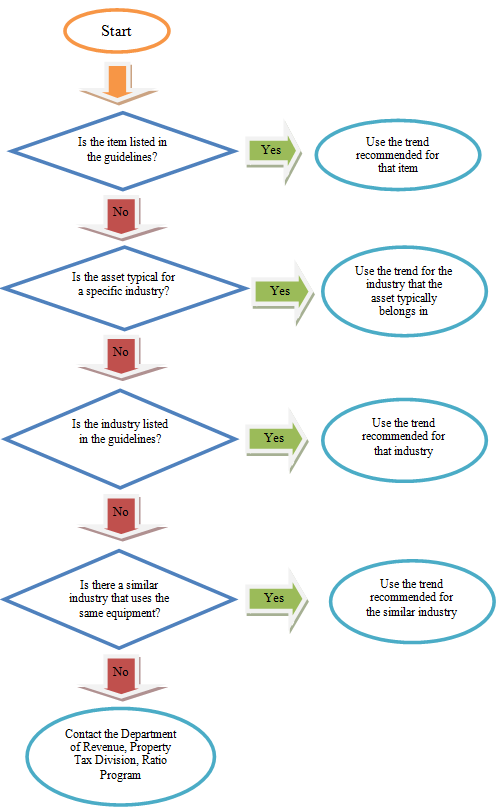 Start
Is the item listed in
the guidelines?
Yes
Use the trend
recommended for
that item
No
Is the asset typical for
a specific industry?
Yes
Use the trend for the
industry that the
asset typically
belongs in
No
Is the industry listed
in the guidelines?
Yes
Use the trend
recommended for
that industry
No
Is there a similar
industry that uses the
same equipment?
Yes
Use the trend
recommended for
the similar industry
No
Contact the Department
of Revenue, Property
Tax Division, Ratio
Program